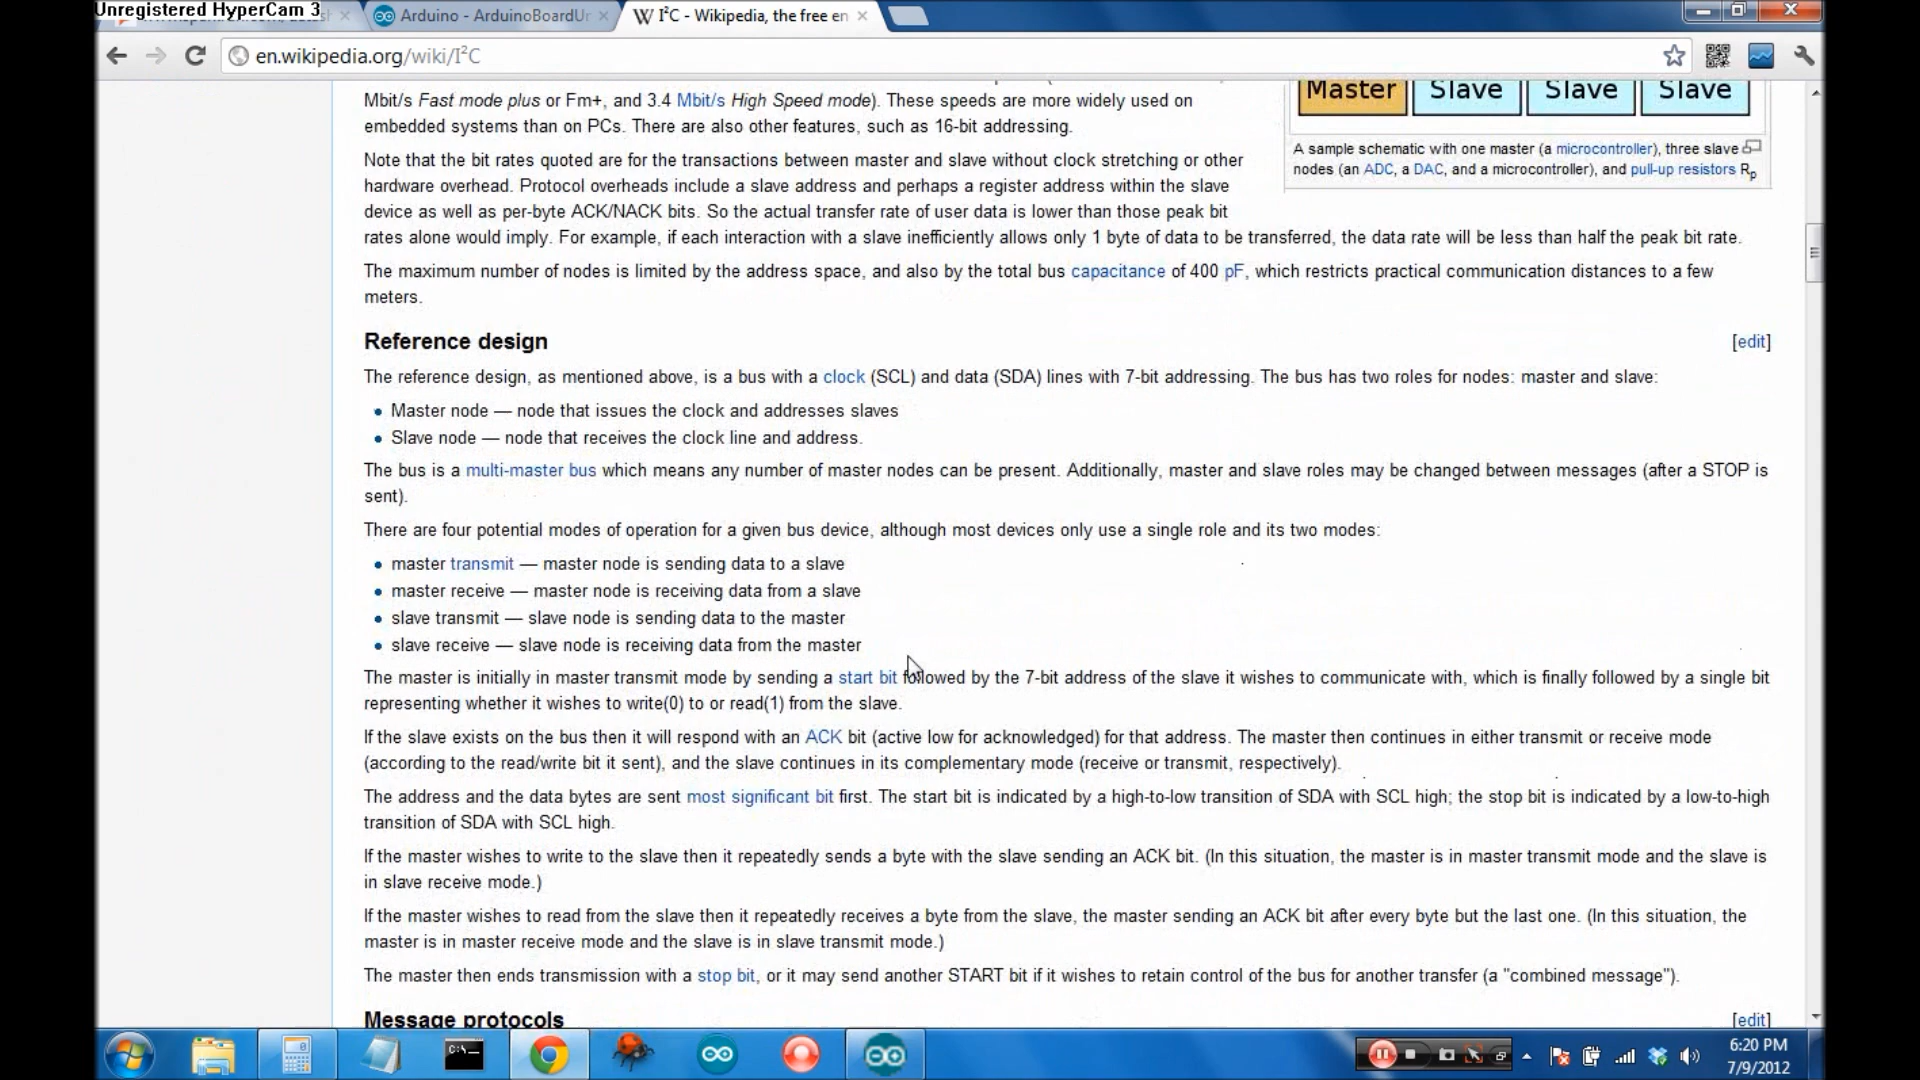 Unregistered HyperCam 3
Arduino - ArduinoBoardUn
I²C - Wikipedia, the free en
en.wikipedia.org/wiki/I²C
Master Slave Slave Slave
A sample schematic with one master (a microcontroller), three slave
nodes (an ADC, a DAC, and a microcontroller), and pull-up resistors Rp
Mbit/s Fast mode plus or Fm+, and 3.4 Mbit/s High Speed mode). These speeds are more widely used on
embedded systems than on PCs. There are also other features, such as 16-bit addressing.
Note that the bit rates quoted are for the transactions between master and slave without clock stretching or other
hardware overhead. Protocol overheads include a slave address and perhaps a register address within the slave
device as well as per-byte ACK/NACK bits. So the actual transfer rate of user data is lower than those peak bit
rates alone would imply. For example, if each interaction with a slave inefficiently allows only 1 byte of data to be transferred, the data rate will be less than half the peak bit rate.
The maximum number of nodes is limited by the address space, and also by the total bus capacitance of 400 pF, which restricts practical communication distances to a few
meters.
Reference design [edit]
The reference design, as mentioned above, is a bus with a clock (SCL) and data (SDA) lines with 7-bit addressing. The bus has two roles for nodes: master and slave:
• Master node — node that issues the clock and addresses slaves
• Slave node — node that receives the clock line and address.
The bus is a multi-master bus which means any number of master nodes can be present. Additionally, master and slave roles may be changed between messages (after a STOP is
sent).
There are four potential modes of operation for a given bus device, although most devices only use a single role and its two modes:
• master transmit — master node is sending data to a slave
• master receive — master node is receiving data from a slave
• slave transmit — slave node is sending data to the master
• slave receive — slave node is receiving data from the master
The master is initially in master transmit mode by sending a start bit followed by the 7-bit address of the slave it wishes to communicate with, which is finally followed by a single bit
representing whether it wishes to write(0) to or read(1) from the slave.
If the slave exists on the bus then it will respond with an ACK bit (active low for acknowledged) for that address. The master then continues in either transmit or receive mode
(according to the read/write bit it sent), and the slave continues in its complementary mode (receive or transmit, respectively).
The address and the data bytes are sent most significant bit first. The start bit is indicated by a high-to-low transition of SDA with SCL high; the stop bit is indicated by a low-to-high
transition of SDA with SCL high.
If the master wishes to write to the slave then it repeatedly sends a byte with the slave sending an ACK bit. (In this situation, the master is in master transmit mode and the slave is
in slave receive mode.)
If the master wishes to read from the slave then it repeatedly receives a byte from the slave, the master sending an ACK bit after every byte but the last one. (In this situation, the
master is in master receive mode and the slave is in slave transmit mode.)
The master then ends transmission with a stop bit, or it may send another START bit if it wishes to retain control of the bus for another transfer (a "combined message").
Message protocols [edit]
6:20 PM
7/9/2012